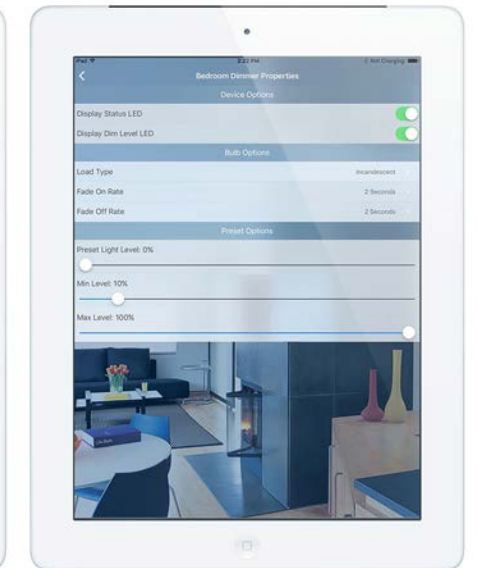 iPad 2:22 PM Not Charging
Bedroom Dimmer Properties
Device Options
Display Status LED
Display Dim Level LED
Bulb Options
Load Type Incandescent
Fade On Rate 2 Seconds
Fade Off Rate 2 Seconds
Preset Options
Preset Light Level: 0%
Min Level: 10%
Max Level: 100%